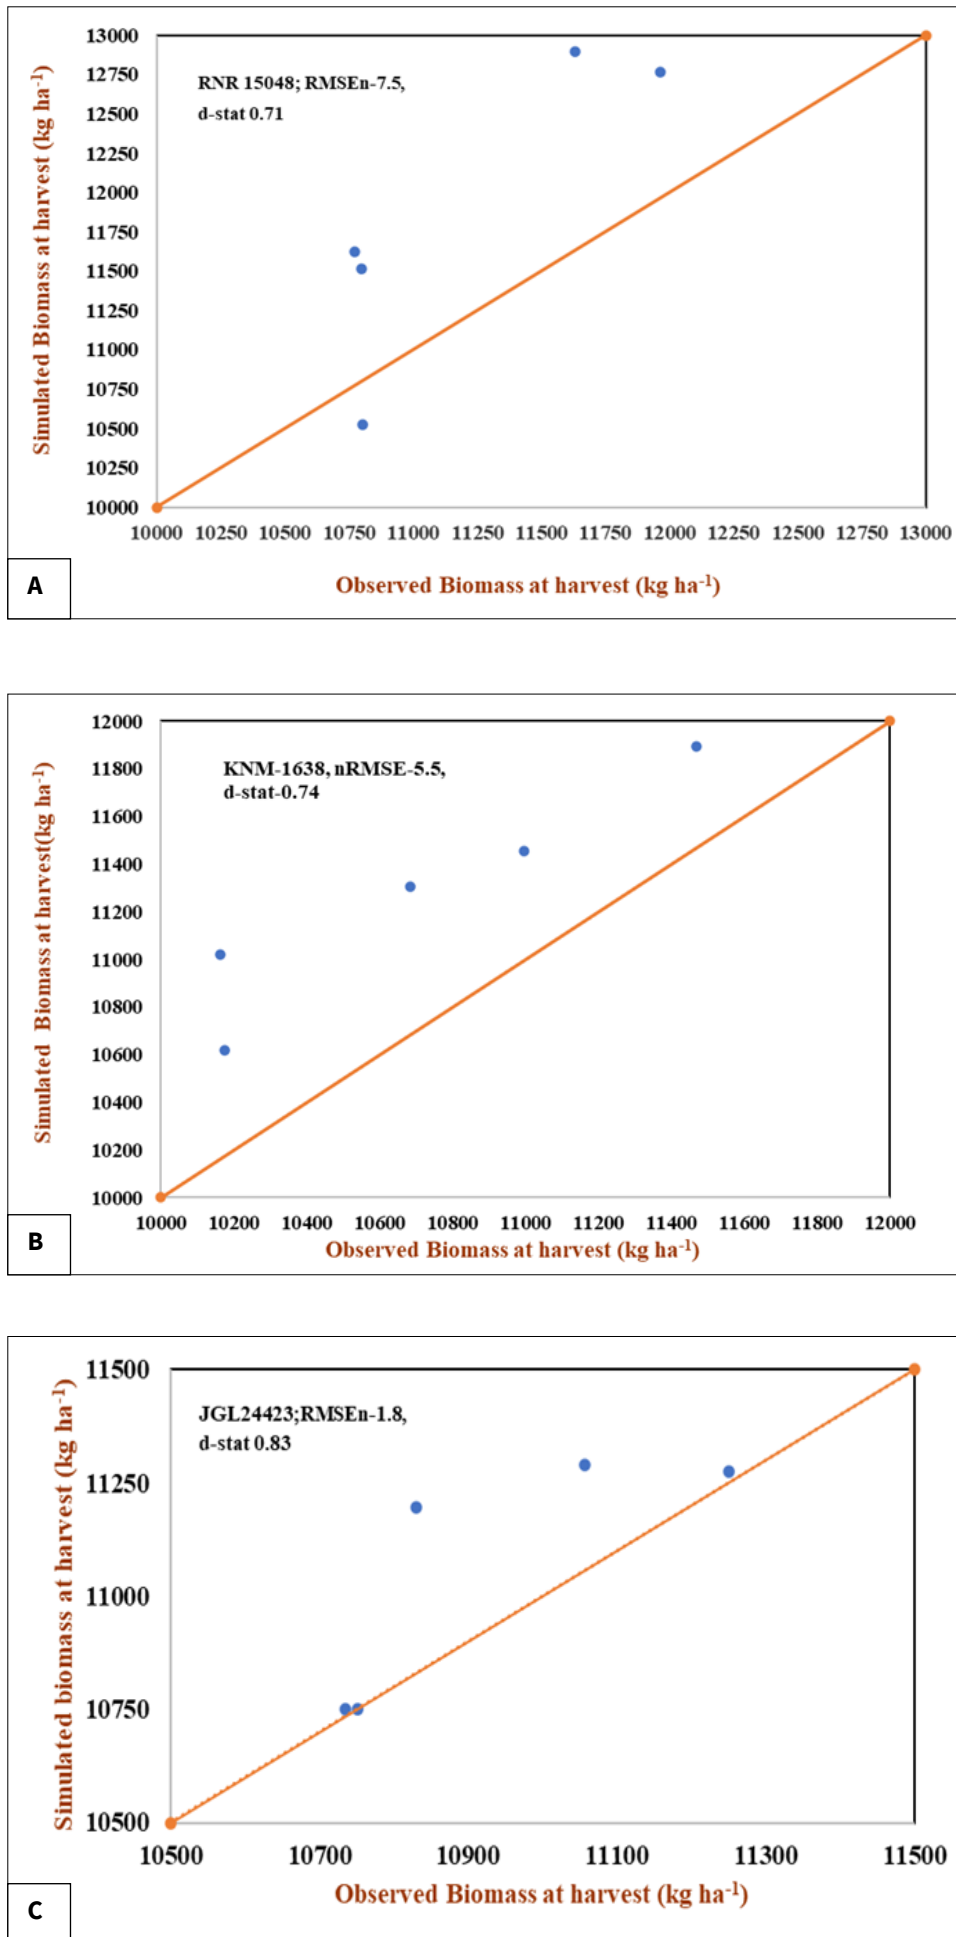 13000
12750
12500
12250
12000
11750
11500
11250
11000
10750
10500
10250
10000
Simulated Biomass at harvest (kg ha-1)
RNR 15048; RMSEn-7.5,
d-stat 0.71
10000 10250 10500 10750 11000 11250 11500 11750 12000 12250 12500 12750 13000
Observed Biomass at harvest (kg ha-1)
A
12000
11800
11600
11400
11200
11000
10800
10600
10400
10200
10000
Simulated Biomass at harvest(kg ha-1)
KNM-1638, nRMSE-5.5,
d-stat-0.74
10000 10200 10400 10600 10800 11000 11200 11400 11600 11800 12000
Observed Biomass at harvest (kg ha-1)
B
11500
11250
11000
10750
10500
Simulated biomass at harvest (kg ha-1)
JGL24423;RMSEn-1.8,
d-stat 0.83
10500 10700 10900 11100 11300 11500
Observed Biomass at harvest (kg ha-1)
C